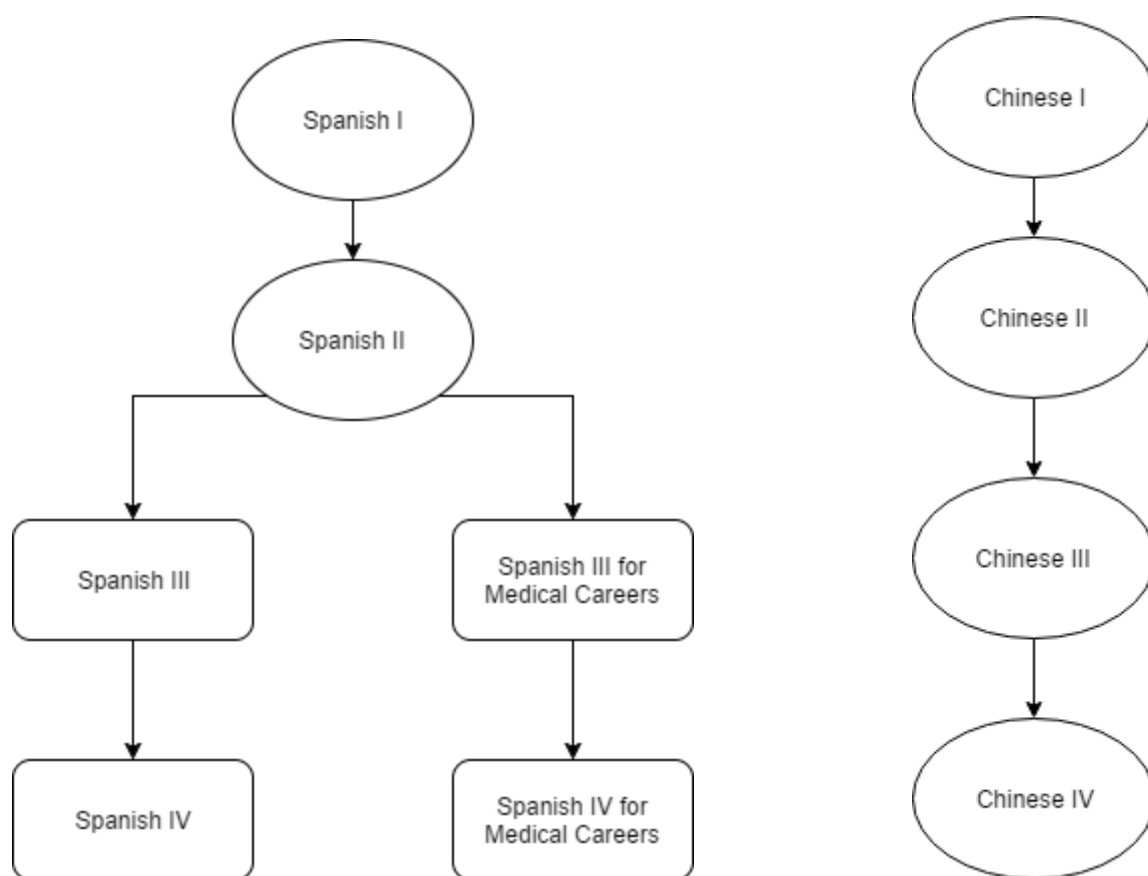 Spanish I
Spanish II
Spanish III
Spanish III for
Medical Careers
Spanish IV
Spanish IV for
Medical Careers
Chinese I
Chinese II
Chinese III
Chinese IV